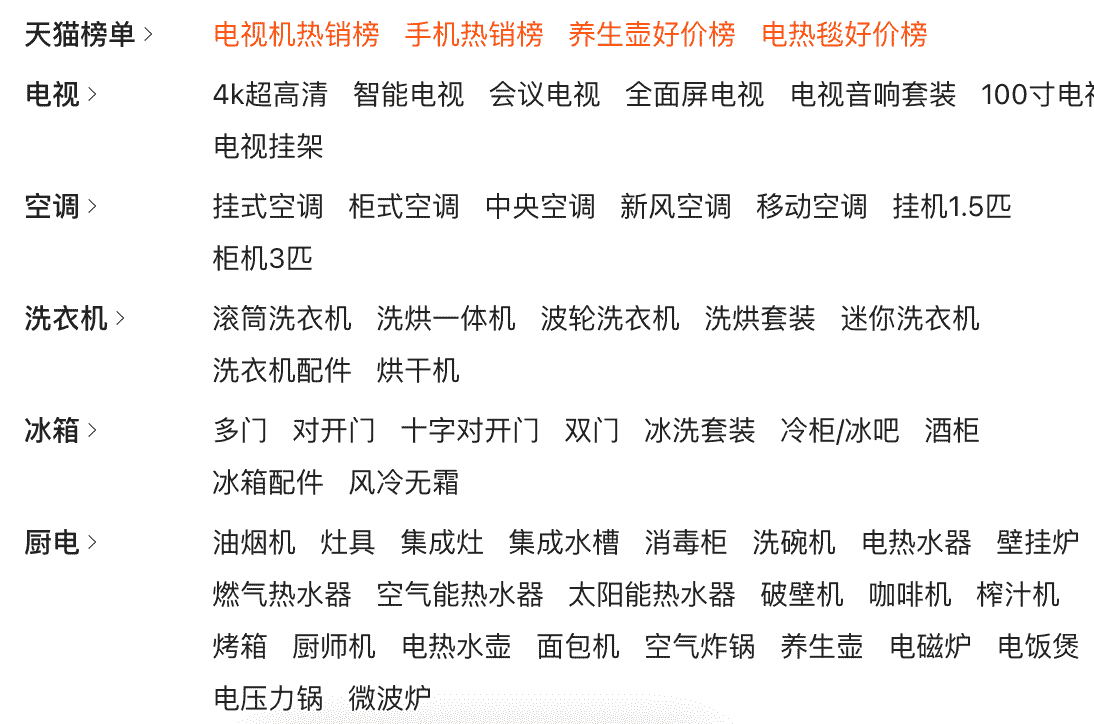 天猫榜单 > 电视机热销榜 手机热销榜 养生壶好价榜 电热毯好价榜
电视 > 4k超高清 智能电视 会议电视 全面屏电视 电视音响套装 100寸电视
电视挂架
空调 > 挂式空调 柜式空调 中央空调 新风空调 移动空调 挂机1.5匹
柜机3匹
洗衣机 > 滚筒洗衣机 洗烘一体机 波轮洗衣机 洗烘套装 迷你洗衣机
洗衣机配件 烘干机
冰箱 > 多门 对开门 十字对开门 双门 冰洗套装 冷柜/冰吧 酒柜
冰箱配件 风冷无霜
厨电 > 油烟机 灶具 集成灶 集成水槽 消毒柜 洗碗机 电热水器 壁挂炉
燃气热水器 空气能热水器 太阳能热水器 破壁机 咖啡机 榨汁机
烤箱 厨师机 电热水壶 面包机 空气炸锅 养生壶 电磁炉 电饭煲
电压力锅 微波炉